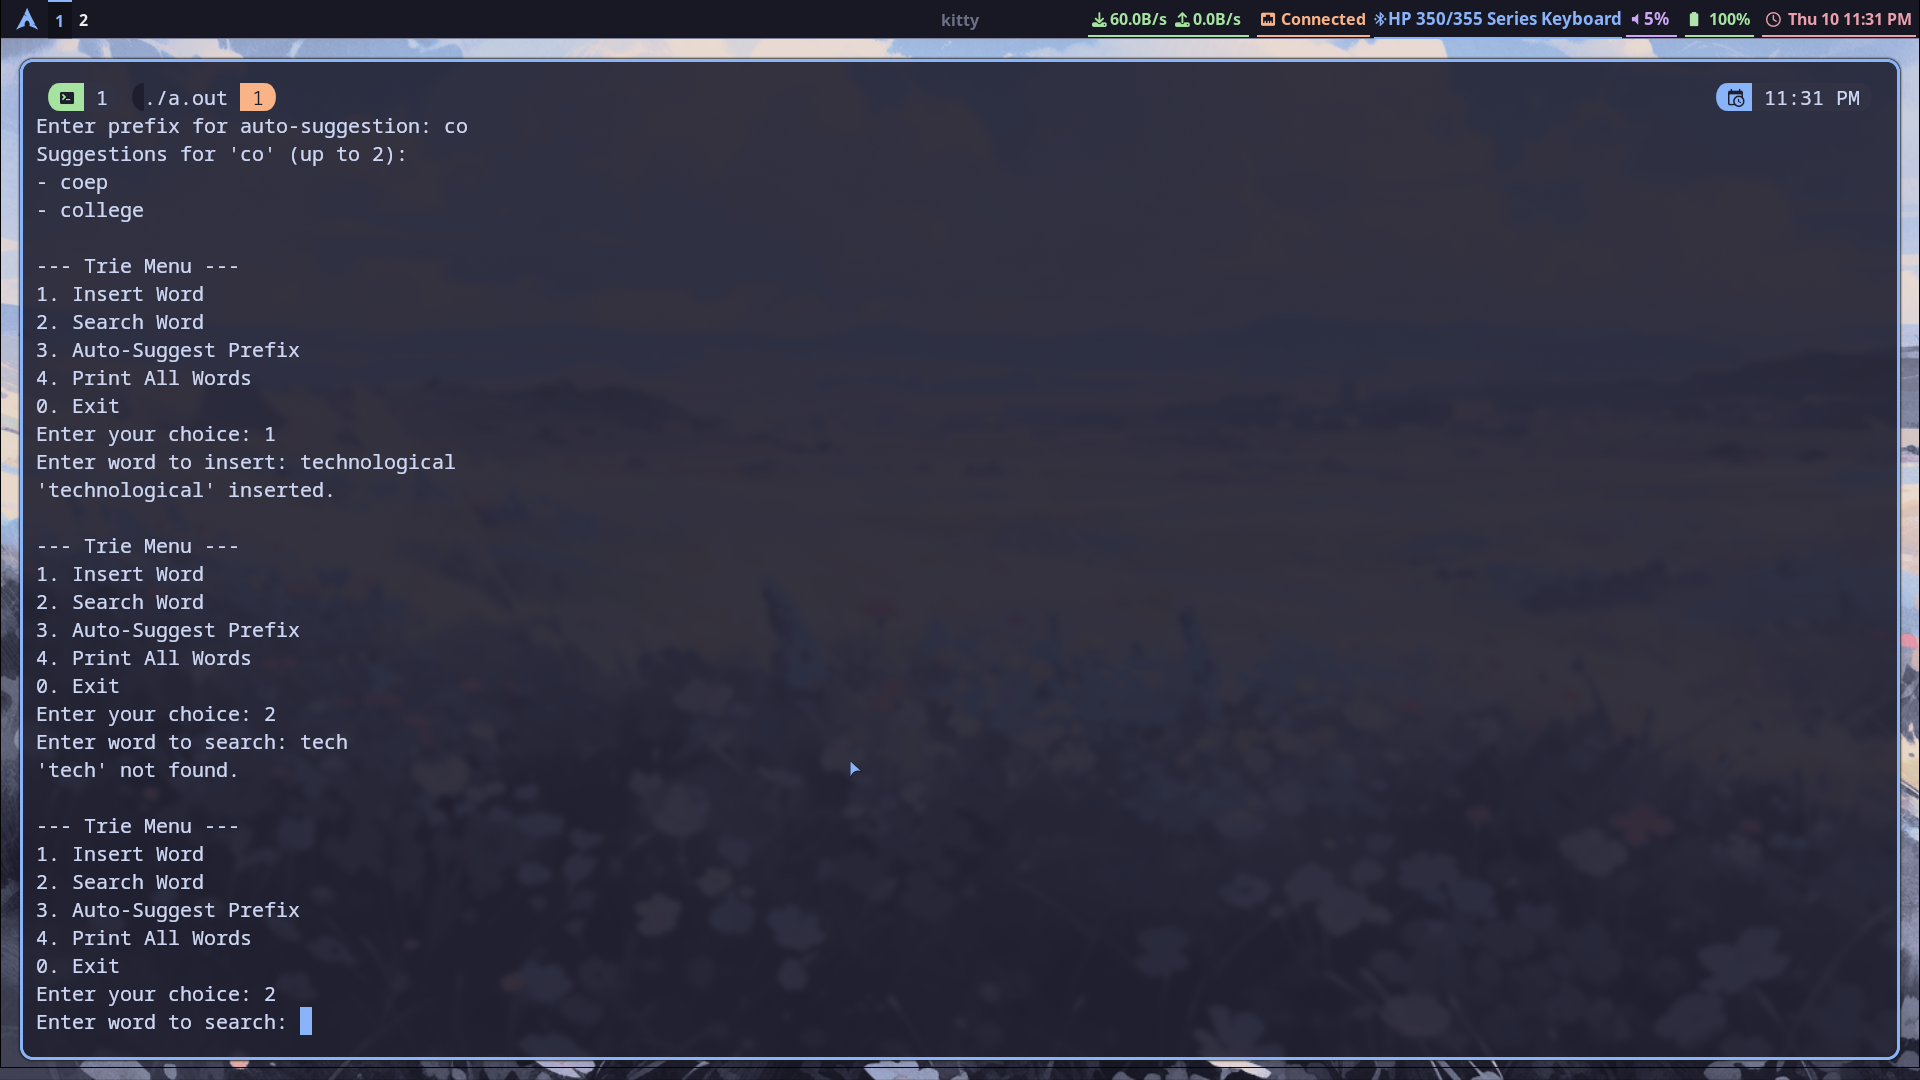 1 2 kitty 60.0B/s 0.0B/s Connected HP 350/355 Series Keyboard 5% 100% Thu 10 11:31 PM
1 ./a.out 1 11:31 PM
Enter prefix for auto-suggestion: co
Suggestions for 'co' (up to 2):
- coep
- college
--- Trie Menu ---
1. Insert Word
2. Search Word
3. Auto-Suggest Prefix
4. Print All Words
0. Exit
Enter your choice: 1
Enter word to insert: technological
'technological' inserted.
--- Trie Menu ---
1. Insert Word
2. Search Word
3. Auto-Suggest Prefix
4. Print All Words
0. Exit
Enter your choice: 2
Enter word to search: tech
'tech' not found.
--- Trie Menu ---
1. Insert Word
2. Search Word
3. Auto-Suggest Prefix
4. Print All Words
0. Exit
Enter your choice: 2
Enter word to search: